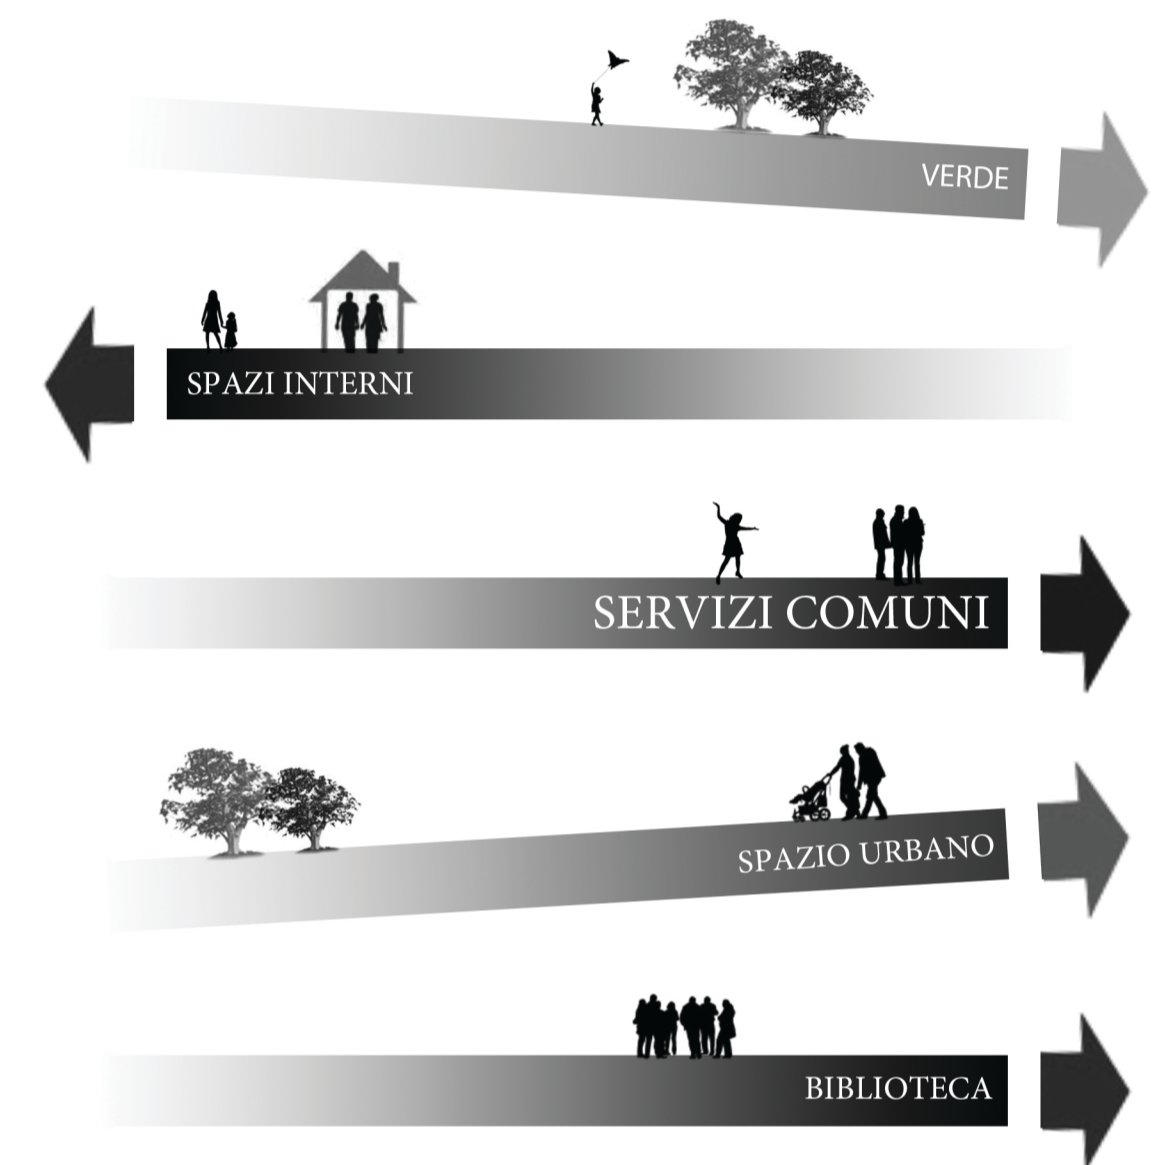 VERDE
SPAZI INTERNI
SERVIZI COMUNI
SPAZIO URBANO
BIBLIOTECA